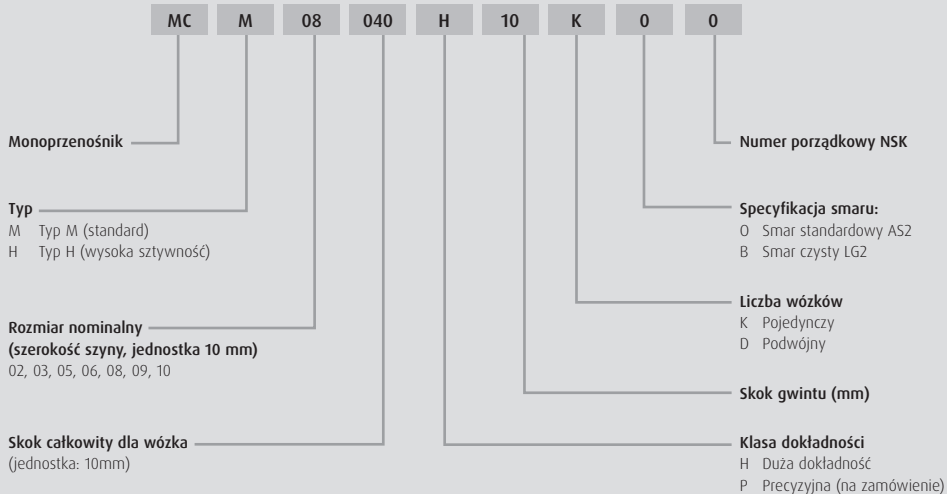 MC M 08 040 H 10 K 0 0
Monoprzenośnik
Typ
M Typ M (standard)
H Typ H (wysoka sztywność)
Rozmiar nominalny
(szerokość szyny, jednostka 10 mm)
02, 03, 05, 06, 08, 09, 10
Skok całkowity dla wózka
(jednostka: 10mm)
Numer porządkowy NSK
Specyfikacja smaru:
O Smar standardowy AS2
B Smar czysty LG2
Liczba wózków
K Pojedynczy
D Podwójny
Skok gwintu (mm)
Klasa dokładności
H Duża dokładność
P Precyzyjna (na zamówienie)